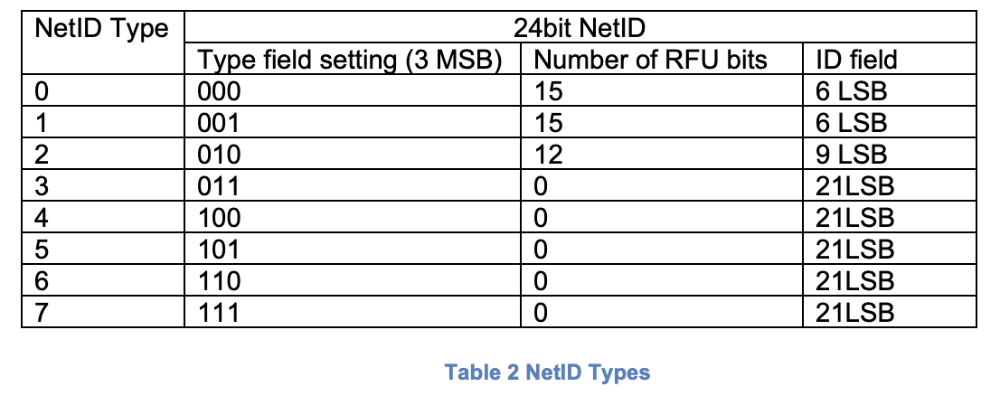 NetID Type 24bit NetID
Type field setting (3 MSB) Number of RFU bits ID field
0 000 15 6 LSB
1 001 15 6 LSB
2 010 12 9 LSB
3 011 0 21LSB
4 100 0 21LSB
5 101 0 21LSB
6 110 0 21LSB
7 111 0 21LSB
Table 2 NetID Types